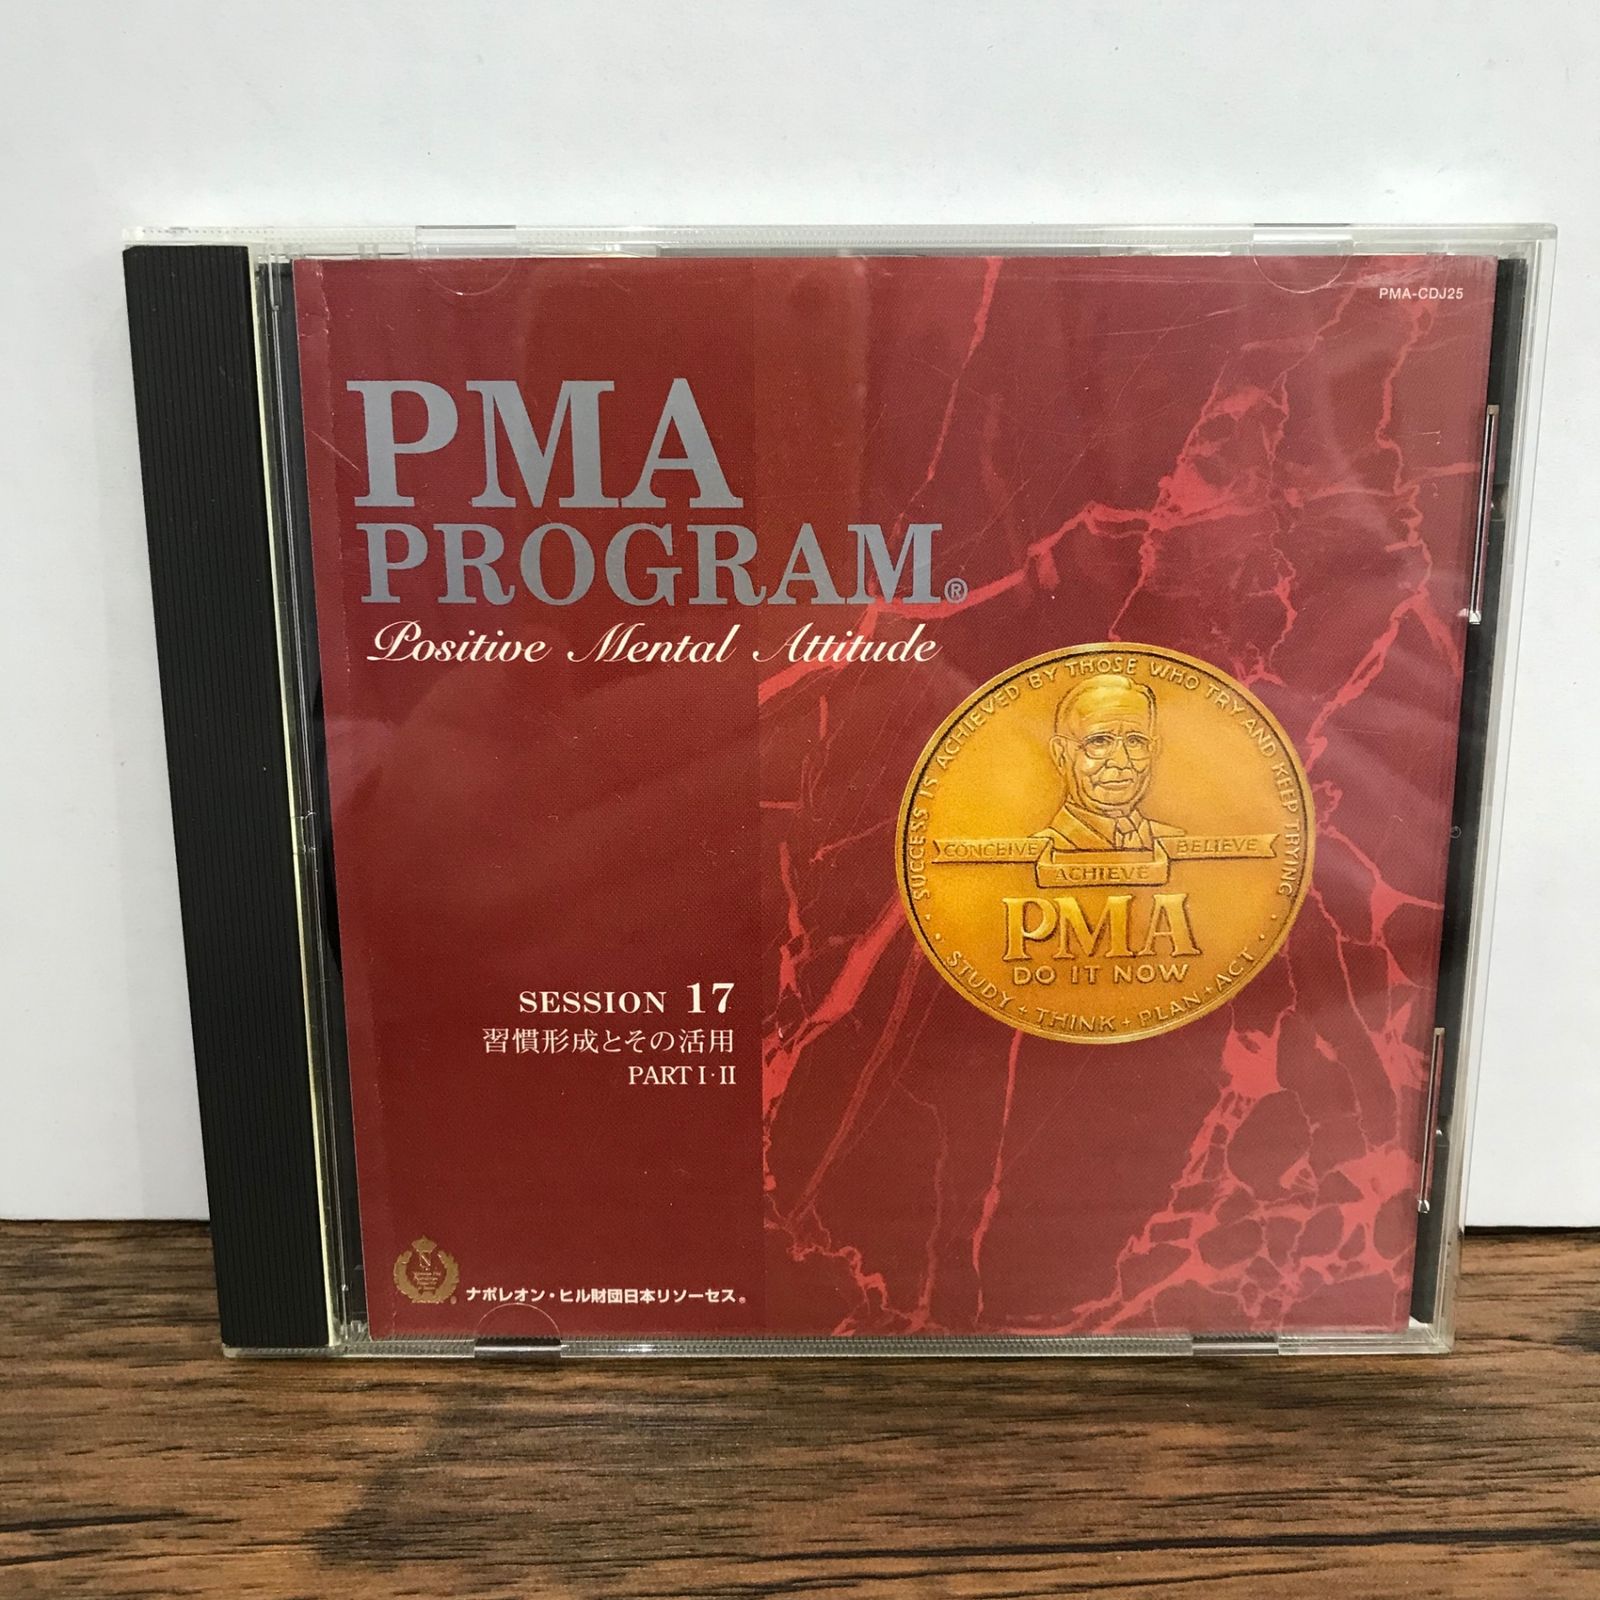 PMA-CDJ25
PMA
PROGRAM®
Positive Mental Attitude
SUCCESS IS ACHIEVED BY THOSE WHO TRY AND KEEP TRYING
CONCEIVE BELIEVE
ACHIEVE
PMA
DO IT NOW
STUDY + THINK + PLAN + ACT
SESSION 17
習慣形成とその活用
PART I・II
ナポレオン・ヒル財団日本リソーセス®